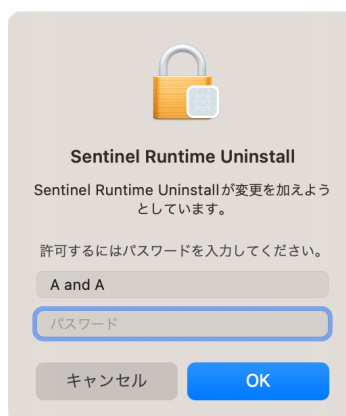 Sentinel Runtime Uninstall
Sentinel Runtime Uninstallが変更を加えよう
としています。
許可するにはパスワードを入力してください。
A and A
パスワード
キャンセル
OK